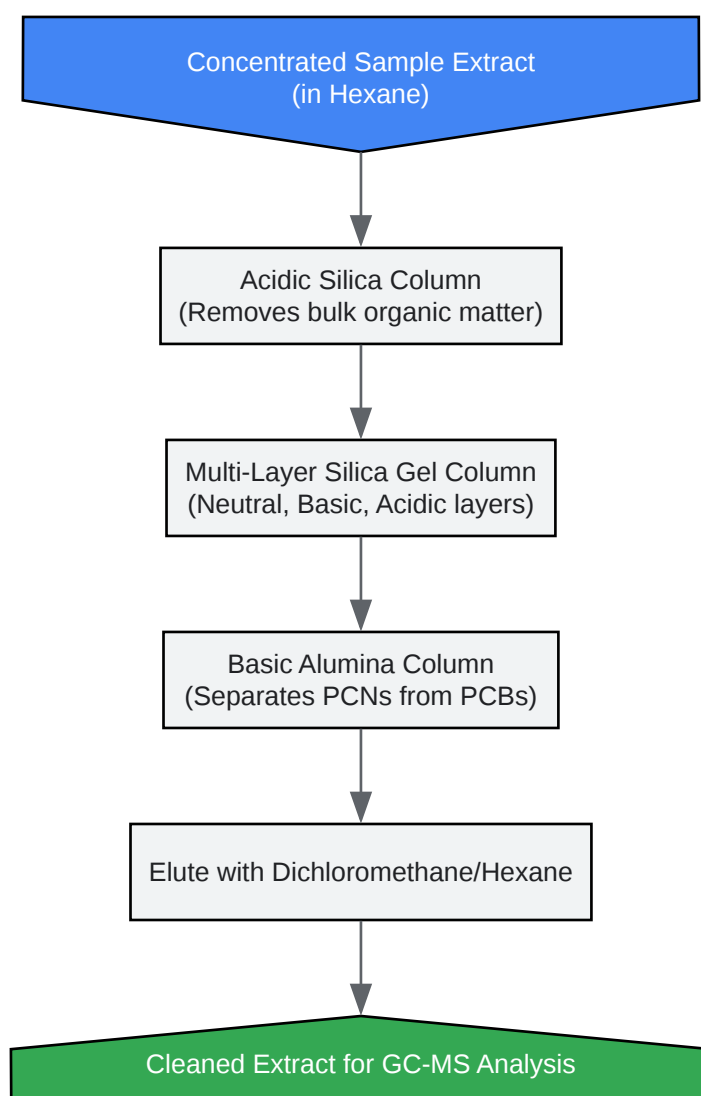 Concentrated Sample Extract
(in Hexane)
Acidic Silica Column
(Removes bulk organic matter)
Multi-Layer Silica Gel Column
(Neutral, Basic, Acidic layers)
Basic Alumina Column
(Separates PCNs from PCBs)
Elute with Dichloromethane/Hexane
Cleaned Extract for GC-MS Analysis